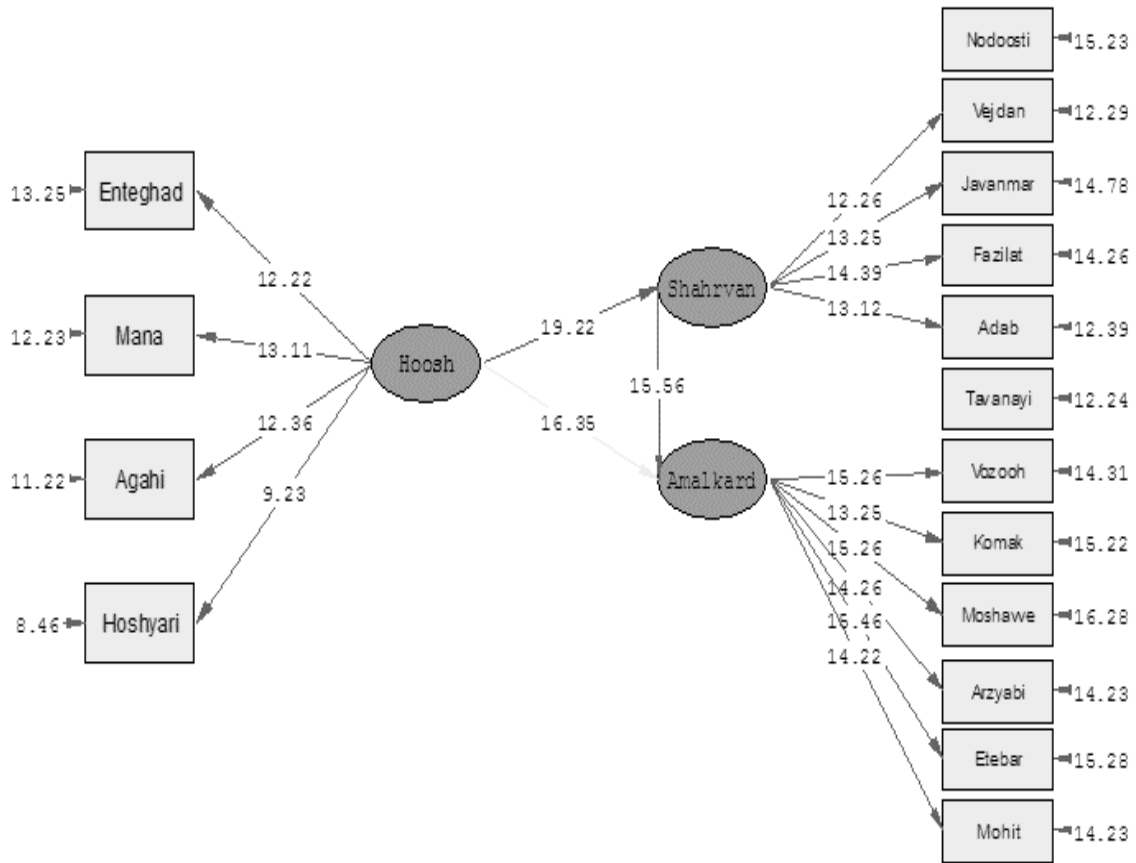 Nodoosti 15.23
Vejdan 12.29
Javanmar 14.78
Fazilat 14.26
Adab 12.39
Tavanayi 12.24
Vozooh 14.31
Komak 15.22
Moshawe 16.28
Arzyabi 14.23
Etebar 15.28
Mohit 14.23
12.26
13.25
14.39
13.12
15.26
13.25
15.26
14.26
15.46
14.22
Shahrvan
Amalkard
15.56
19.22
16.35
Hoosh
12.22
13.11
12.36
9.23
13.25 Enteghad
12.23 Mana
11.22 Agahi
8.46 Hoshyari